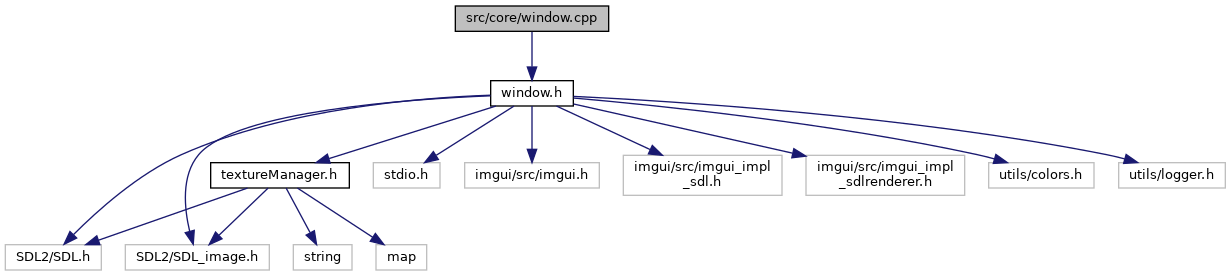 src/core/window.cpp
window.h
textureManager.h
stdio.h
imgui/src/imgui.h
imgui/src/imgui_impl
_sdl.h
imgui/src/imgui_impl
_sdlrenderer.h
utils/colors.h
utils/logger.h
SDL2/SDL.h
SDL2/SDL_image.h
string
map